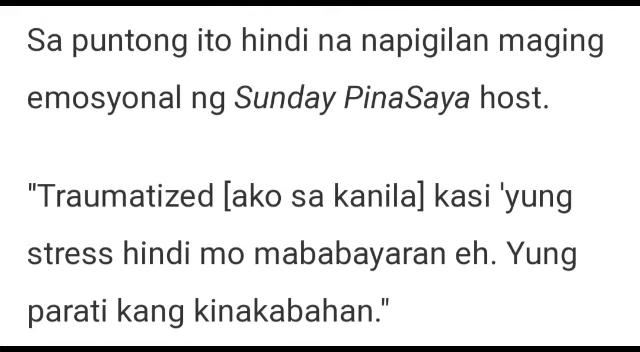 Sa puntong ito hindi na napigilan maging
emosyonal ng Sunday PinaSaya host.
"Traumatized [ako sa kanila] kasi 'yung
stress hindi mo mababayaran eh. Yung
parati kang kinakabahan."